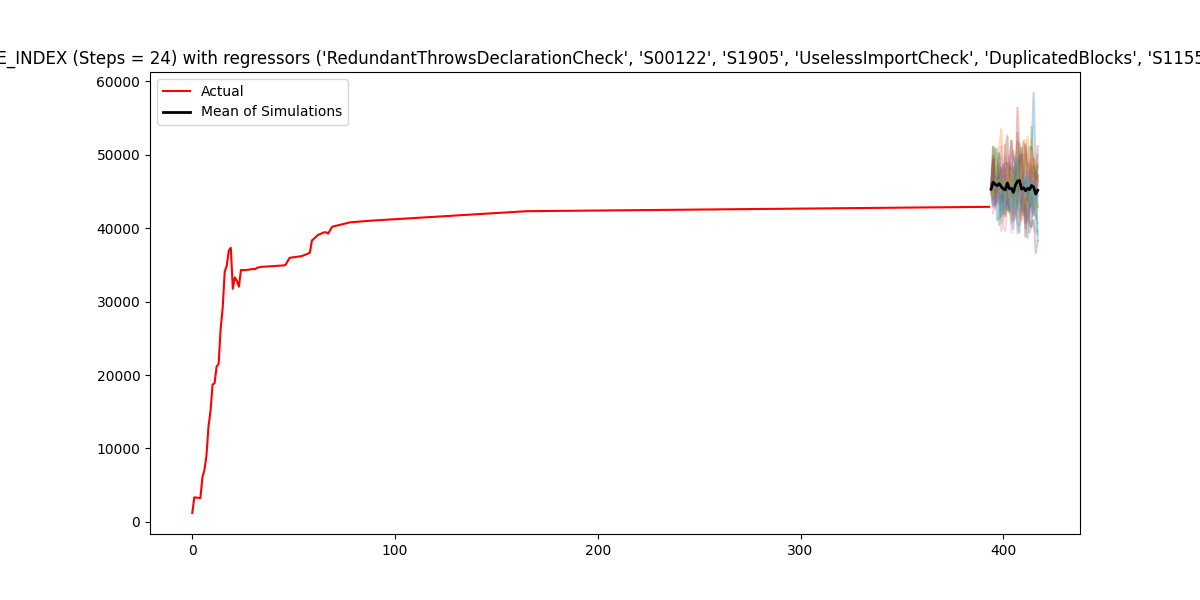 E_INDEX (Steps = 24) with regressors ('RedundantThrowsDeclarationCheck', 'S00122', 'S1905', 'UselessImportCheck', 'DuplicatedBlocks', 'S1155
Actual
Mean of Simulations
60000
50000
40000
30000
20000
10000
0
0 100 200 300 400